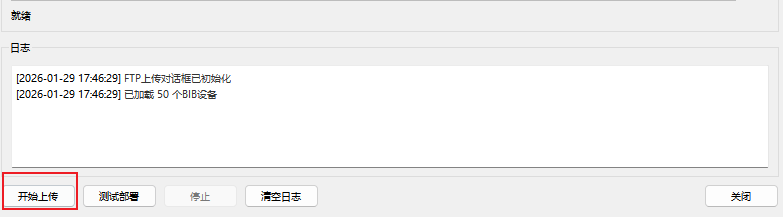 就绪
日志
[2026-01-29 17:46:29] FTP上传对话框已初始化
[2026-01-29 17:46:29] 已加载 50 个BIB设备
开始上传 测试部署 停止 清空日志 关闭